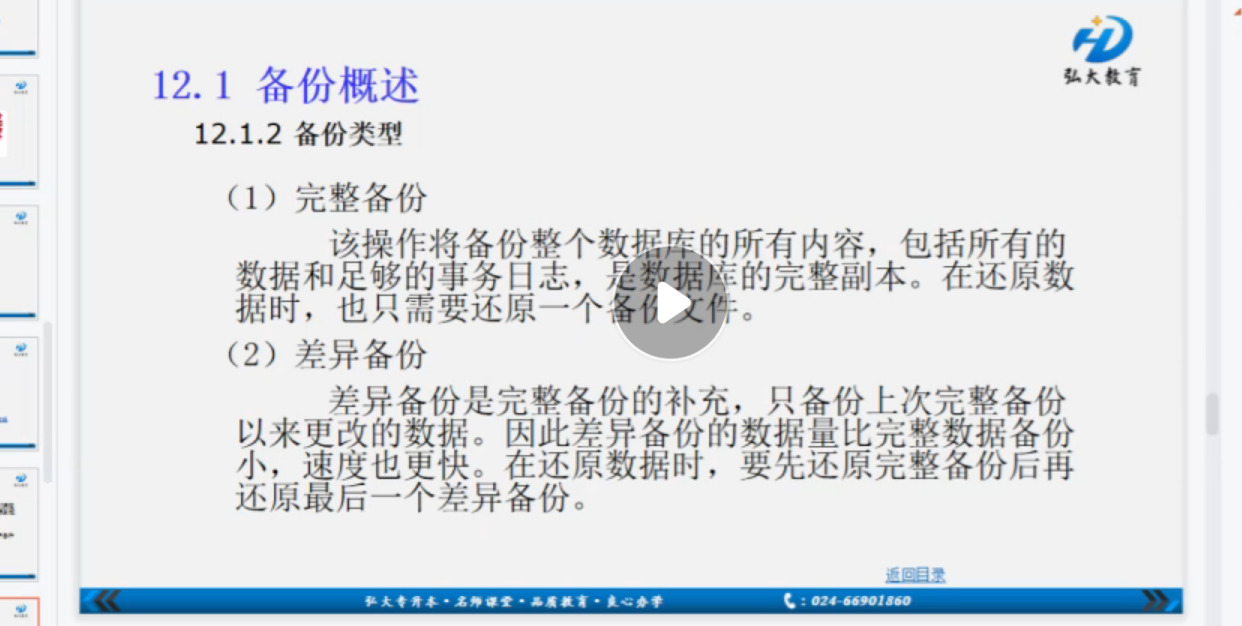 弘大教育
12.1 备份概述
12.1.2 备份类型
（1）完整备份
该操作将备份整个数据库的所有内容，包括所有的
数据和足够的事务日志，是数据库的完整副本。在还原数
据时，也只需要还原一个备份文件。
（2）差异备份
差异备份是完整备份的补充，只备份上次完整备份
以来更改的数据。因此差异备份的数据量比完整数据备份
小，速度也更快。在还原数据时，要先还原完整备份后再
还原最后一个差异备份。
返回目录
弘大专升本·名师课堂·品质教育·良心办学
：024-66901860